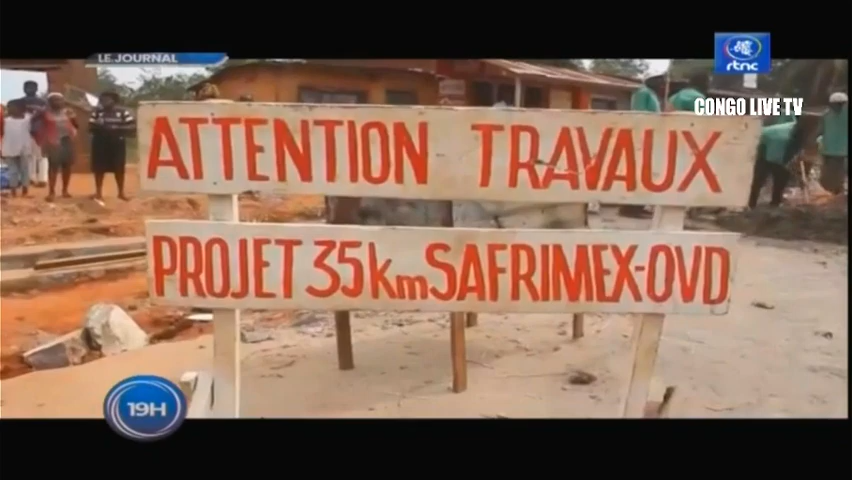 LE JOURNAL
rtnc
CONGO LIVE TV
ATTENTION TRAVAUX
PROJET 35km SAFRIMEX-OVD
19H